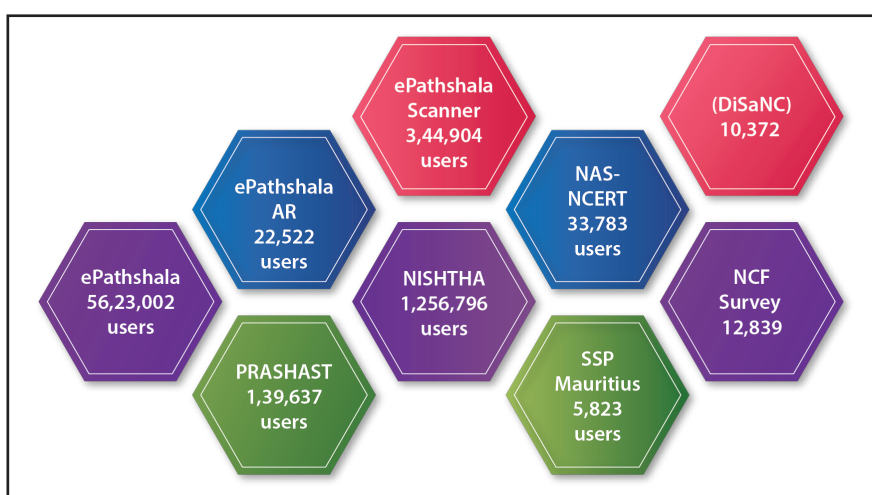 ePathshala
Scanner
3,44,904
users
(DiSaNC)
10,372
ePathshala
AR
22,522
users
NAS-
NCERT
33,783
users
ePathshala
56,23,002
users
NISHTHA
1,256,796
users
NCF
Survey
12,839
PRASHAST
1,39,637
users
SSP
Mauritius
5,823
users